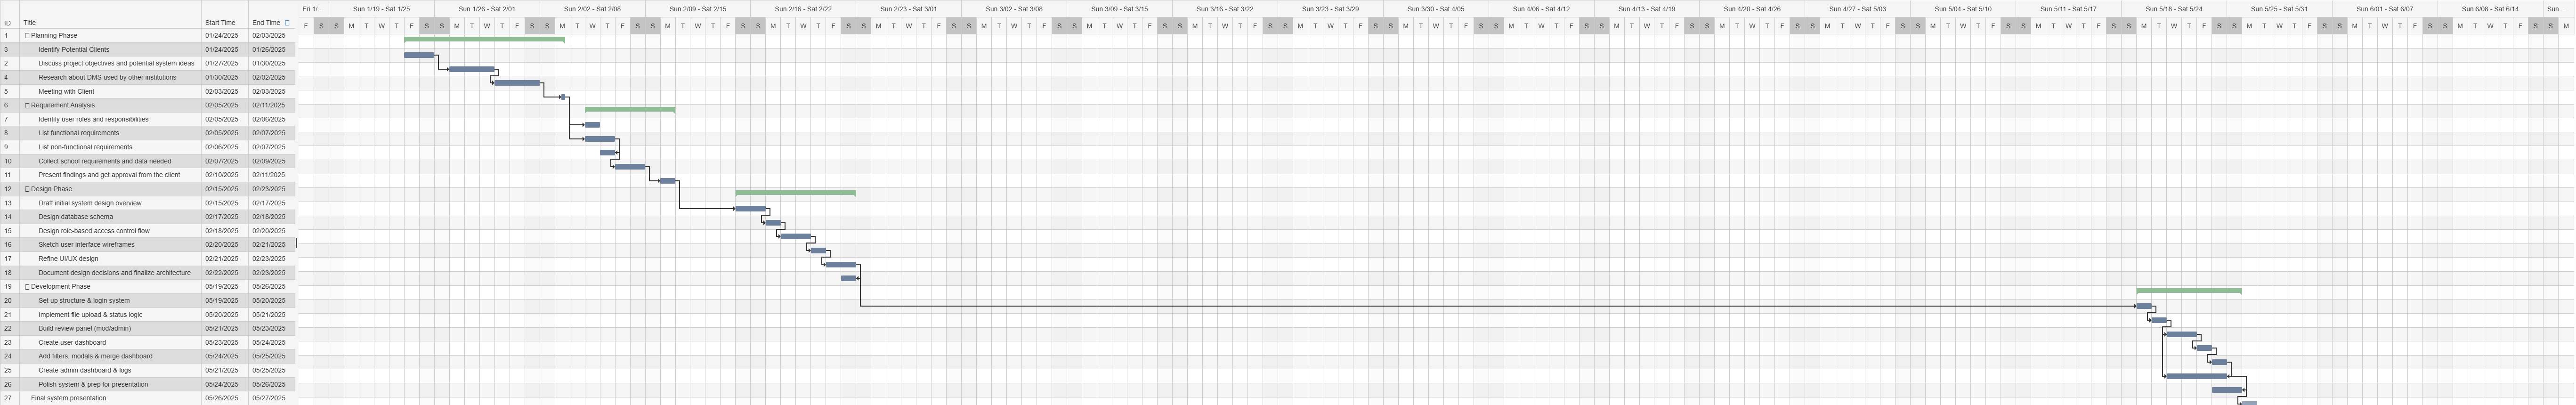 Fri 1/... Sun 1/19 - Sat 1/25 Sun 1/26 - Sat 2/01 Sun 2/02 - Sat 2/08 Sun 2/09 - Sat 2/15 Sun 2/16 - Sat 2/22 Sun 2/23 - Sat 3/01 Sun 3/02 - Sat 3/08 Sun 3/09 - Sat 3/15 Sun 3/16 - Sat 3/22 Sun 3/23 - Sat 3/29 Sun 3/30 - Sat 4/05 Sun 4/06 - Sat 4/12 Sun 4/13 - Sat 4/19 Sun 4/20 - Sat 4/26 Sun 4/27 - Sat 5/03 Sun 5/04 - Sat 5/10 Sun 5/11 - Sat 5/17 Sun 5/18 - Sat 5/24 Sun 5/25 - Sat 5/31 Sun 6/01 - Sat 6/07 Sun 6/08 - Sat 6/14 Sun ...
ID Title Start Time End Time F S S M T W T F S S M T W T F S S M T W T F S S M T W T F S S M T W T F S S M T W T F S S M T W T F S S M T W T F S S M T W T F S S M T W T F S S M T W T F S S M T W T F S S M T W T F S S M T W T F S S M T W T F S S M T W T F S S M T W T F S S M T W T F S S M T W T F S S M T W T F S S M T W T F S S M T W T F S S M
1 Planning Phase 01/24/2025 02/03/2025
3 Identify Potential Clients 01/24/2025 01/26/2025
2 Discuss project objectives and potential system ideas 01/27/2025 01/30/2025
4 Research about DMS used by other institutions 01/30/2025 02/02/2025
5 Meeting with Client 02/03/2025 02/03/2025
6 Requirement Analysis 02/05/2025 02/11/2025
7 Identify user roles and responsibilities 02/05/2025 02/06/2025
8 List functional requirements 02/05/2025 02/07/2025
9 List non-functional requirements 02/06/2025 02/07/2025
10 Collect school requirements and data needed 02/07/2025 02/09/2025
11 Present findings and get approval from the client 02/10/2025 02/11/2025
12 Design Phase 02/15/2025 02/23/2025
13 Draft initial system design overview 02/15/2025 02/17/2025
14 Design database schema 02/17/2025 02/18/2025
15 Design role-based access control flow 02/18/2025 02/20/2025
16 Sketch user interface wireframes 02/20/2025 02/21/2025
17 Refine UI/UX design 02/21/2025 02/23/2025
18 Document design decisions and finalize architecture 02/22/2025 02/23/2025
19 Development Phase 05/19/2025 05/26/2025
20 Set up structure & login system 05/19/2025 05/20/2025
21 Implement file upload & status logic 05/20/2025 05/21/2025
22 Build review panel (mod/admin) 05/21/2025 05/23/2025
23 Create user dashboard 05/23/2025 05/24/2025
24 Add filters, modals & merge dashboard 05/24/2025 05/25/2025
25 Create admin dashboard & logs 05/21/2025 05/25/2025
26 Polish system & prep for presentation 05/24/2025 05/26/2025
27 Final system presentation 05/26/2025 05/27/2025